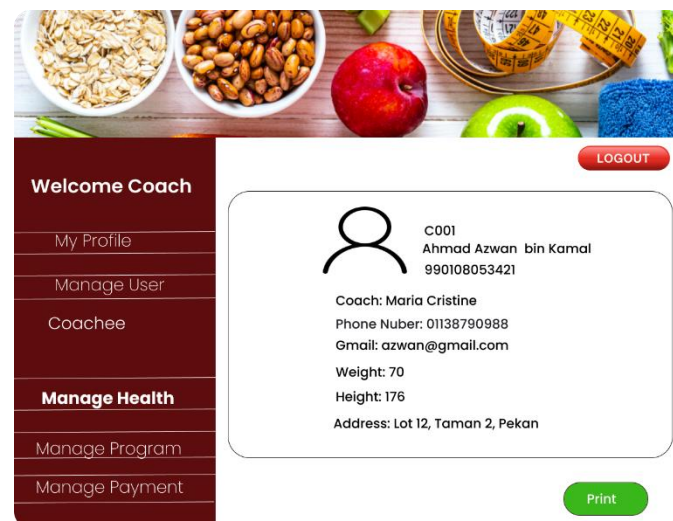 LOGOUT
Welcome Coach
My Profile
Manage User
Coachee
Manage Health
Manage Program
Manage Payment
C001
Ahmad Azwan bin Kamal
990108053421
Coach: Maria Cristine
Phone Nuber: 01138790988
Gmail: azwan@gmail.com
Weight: 70
Height: 176
Address: Lot 12, Taman 2, Pekan
Print